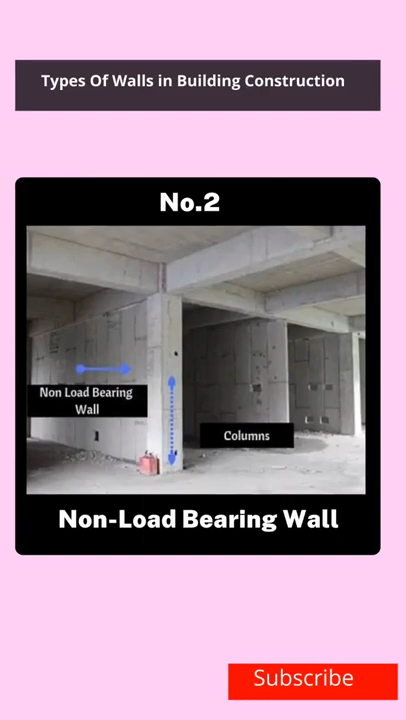 Types Of Walls in Building Construction
No.2
Non Load Bearing
Wall
Columns
Non-Load Bearing Wall
Subscribe